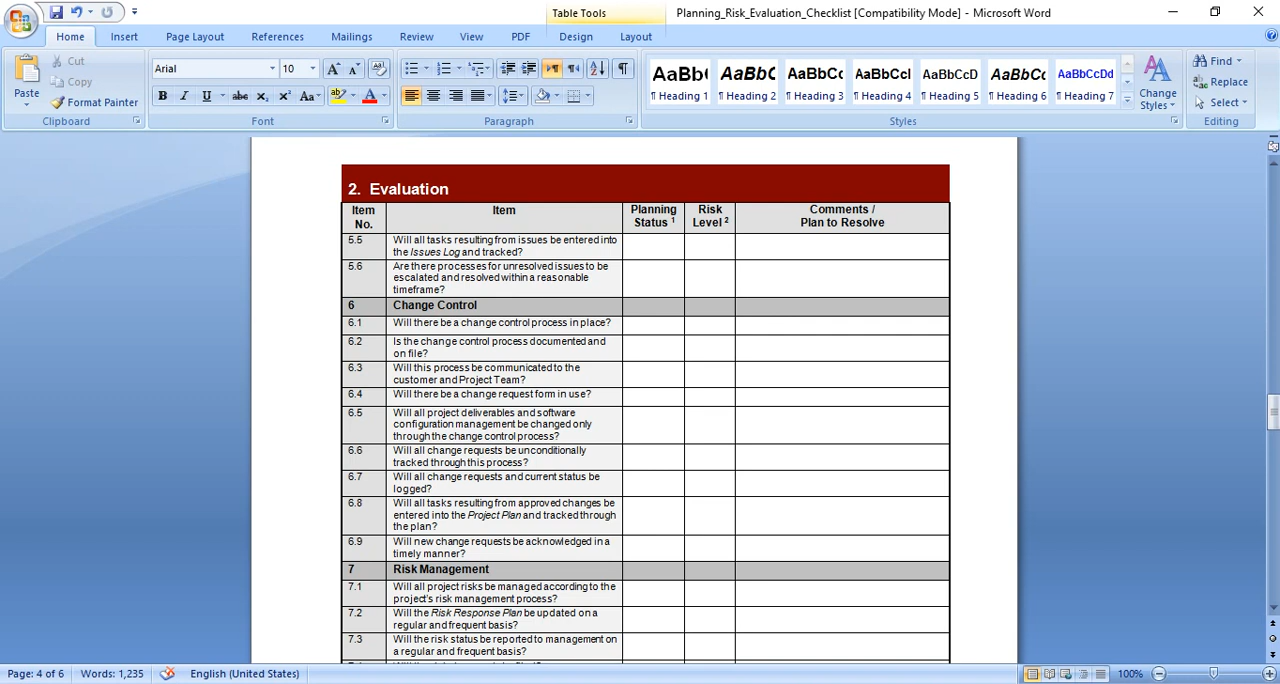 Table Tools
Planning_Risk_Evaluation_Checklist [Compatibility Mode] - Microsoft Word
Home Insert Page Layout References Mailings Review View PDF Design Layout
Paste
Cut
Copy
Format Painter
Clipboard
Arial 10
Font
Paragraph
AaBb( AaBbC AaBbCc AaBbCcI AaBbCcD AaBbCc AaBbCcDd
¶ Heading 1 ¶ Heading 2 ¶ Heading 3 ¶ Heading 4 ¶ Heading 5 ¶ Heading 6 ¶ Heading 7
Change
Styles
Styles
Find
Replace
Select
Editing
2. Evaluation
Item
No.
Item
Planning
Status 1
Risk
Level 2
Comments /
Plan to Resolve
5.5 Will all tasks resulting from issues be entered into
the Issues Log and tracked?
5.6 Are there processes for unresolved issues to be
escalated and resolved within a reasonable
timeframe?
6 Change Control
6.1 Will there be a change control process in place?
6.2 Is the change control process documented and
on file?
6.3 Will this process be communicated to the
customer and Project Team?
6.4 Will there be a change request form in use?
6.5 Will all project deliverables and software
configuration management be changed only
through the change control process?
6.6 Will all change requests be unconditionally
tracked through this process?
6.7 Will all change requests and current status be
logged?
6.8 Will all tasks resulting from approved changes be
entered into the Project Plan and tracked through
the plan?
6.9 Will new change requests be acknowledged in a
timely manner?
7 Risk Management
7.1 Will all project risks be managed according to the
project's risk management process?
7.2 Will the Risk Response Plan be updated on a
regular and frequent basis?
7.3 Will the risk status be reported to management on
a regular and frequent basis?
Page: 4 of 6 Words: 1,235 English (United States) 100%